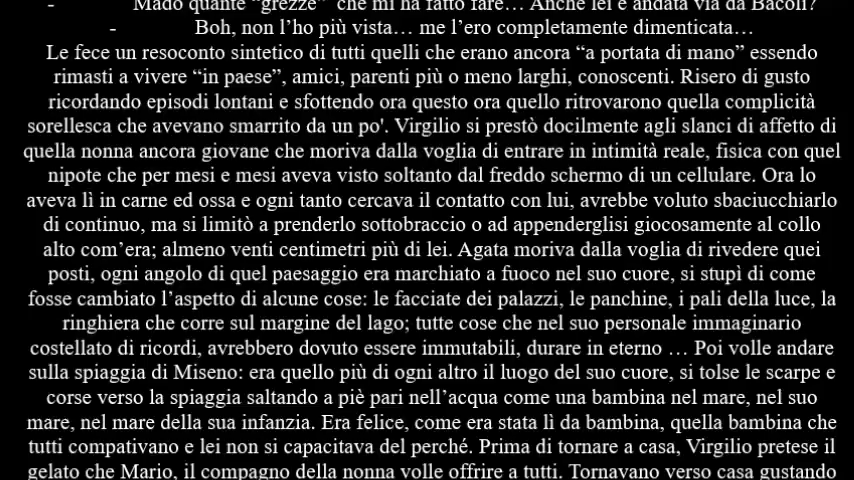 - Madò quante “grezze” che mi ha fatto fare… Anche lei è andata via da Bacoli?
- Boh, non l’ho più vista… me l’ero completamente dimenticata…
Le fece un resoconto sintetico di tutti quelli che erano ancora “a portata di mano” essendo
rimasti a vivere “in paese”, amici, parenti più o meno larghi, conoscenti. Risero di gusto
ricordando episodi lontani e sfottendo ora questo ora quello ritrovarono quella complicità
sorellesca che avevano smarrito da un po'. Virgilio si prestò docilmente agli slanci di affetto di
quella nonna ancora giovane che moriva dalla voglia di entrare in intimità reale, fisica con quel
nipote che per mesi e mesi aveva visto soltanto dal freddo schermo di un cellulare. Ora lo
aveva lì in carne ed ossa e ogni tanto cercava il contatto con lui, avrebbe voluto sbaciucchiarlo
di continuo, ma si limitò a prenderlo sottobraccio o ad appenderglisi giocosamente al collo
alto com’era; almeno venti centimetri più di lei. Agata moriva dalla voglia di rivedere quei
posti, ogni angolo di quel paesaggio era marchiato a fuoco nel suo cuore, si stupì di come
fosse cambiato l’aspetto di alcune cose: le facciate dei palazzi, le panchine, i pali della luce, la
ringhiera che corre sul margine del lago; tutte cose che nel suo personale immaginario
costellato di ricordi, avrebbero dovuto essere immutabili, durare in eterno … Poi volle andare
sulla spiaggia di Miseno: era quello più di ogni altro il luogo del suo cuore, si tolse le scarpe e
corse verso la spiaggia saltando a piè pari nell’acqua come una bambina nel mare, nel suo
mare, nel mare della sua infanzia. Era felice, come era stata lì da bambina, quella bambina che
tutti compativano e lei non si capacitava del perché. Prima di tornare a casa, Virgilio pretese il
gelato che Mario, il compagno della nonna volle offrire a tutti. Tornavano verso casa gustando